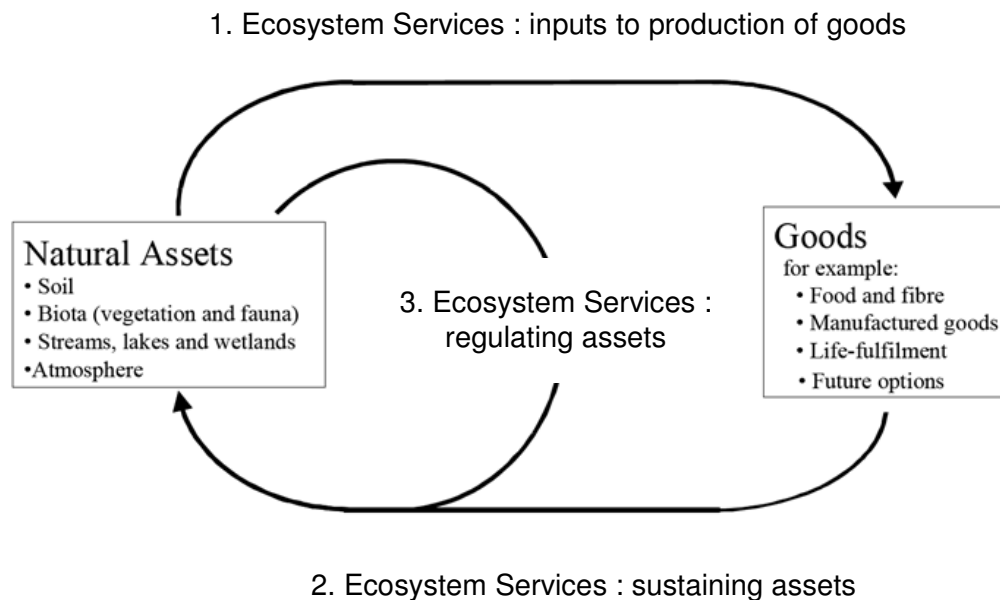 1. Ecosystem Services : inputs to production of goods
Natural Assets
• Soil
• Biota (vegetation and fauna)
• Streams, lakes and wetlands
•Atmosphere
3. Ecosystem Services :
regulating assets
Goods
for example:
• Food and fibre
• Manufactured goods
• Life-fulfilment
• Future options
2. Ecosystem Services : sustaining assets